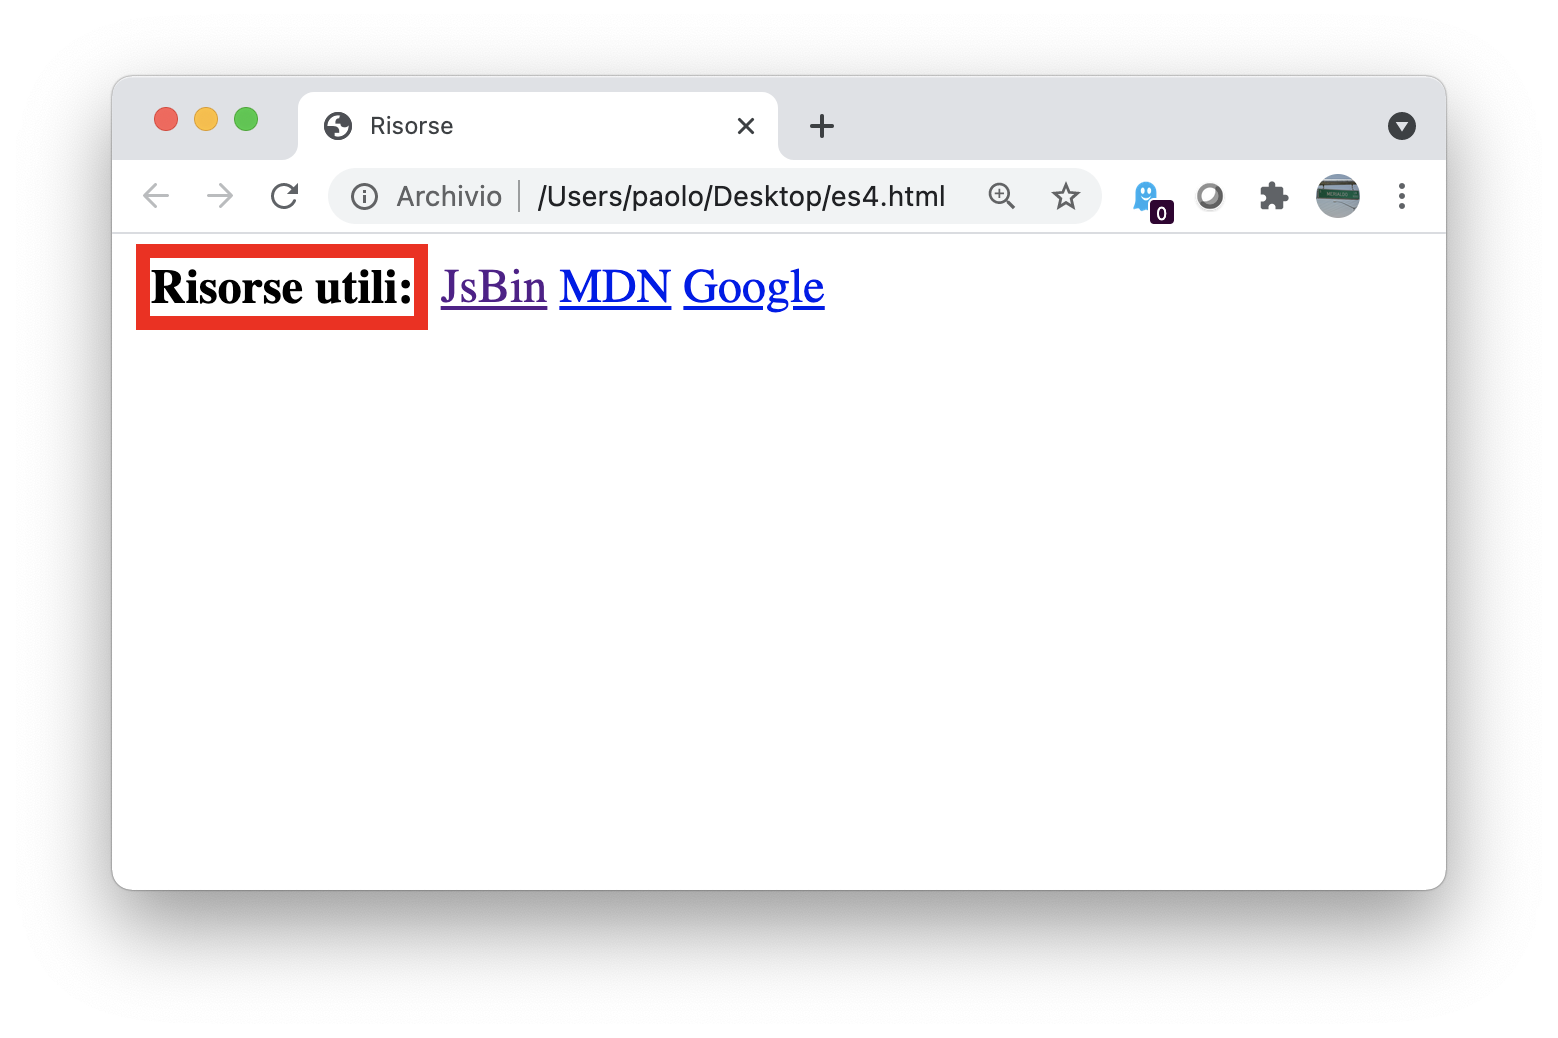 Risorse
Archivio /Users/paolo/Desktop/es4.html
0
Risorse utili: JsBin MDN Google